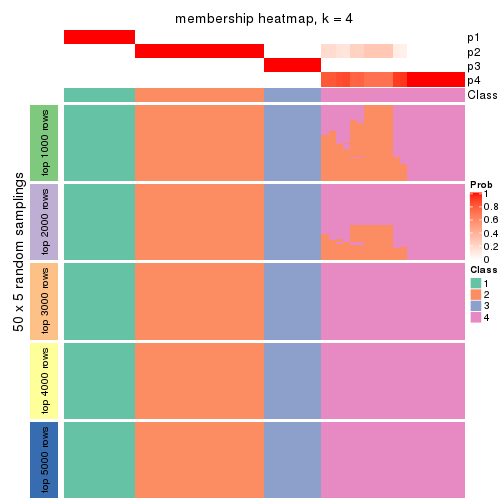 membership heatmap, k = 4
p1
p2
p3
p4
Class
50 x 5 random samplings
top 1000 rows
top 2000 rows
top 3000 rows
top 4000 rows
top 5000 rows
Prob
1
0.8
0.6
0.4
0.2
0
Class
1
2
3
4